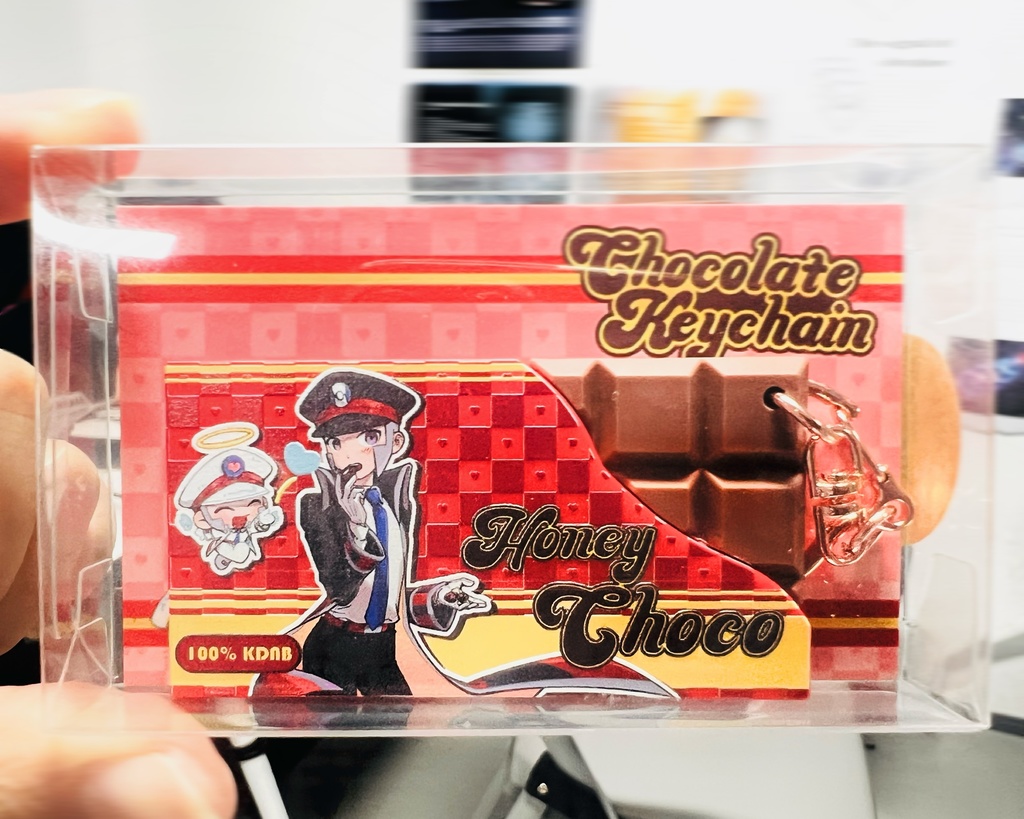 Chocolate
Keychain
Honey
Choco
100% KDNB